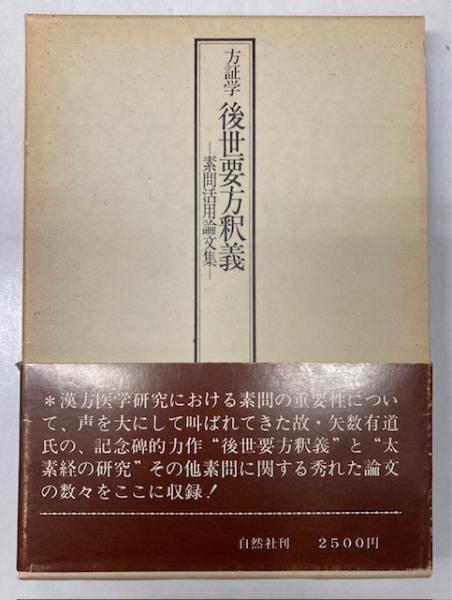 方証学 後世要方釈義
―素問活用論文集―
＊漢方医学研究における素問の重要性につい
て、声を大にして叫ばれてきた故・矢数有道
氏の、記念碑的力作“後世要方釈義”と“太
素経の研究”その他素問に関する秀れた論文
の数々をここに収録！
自然社刊　2500円